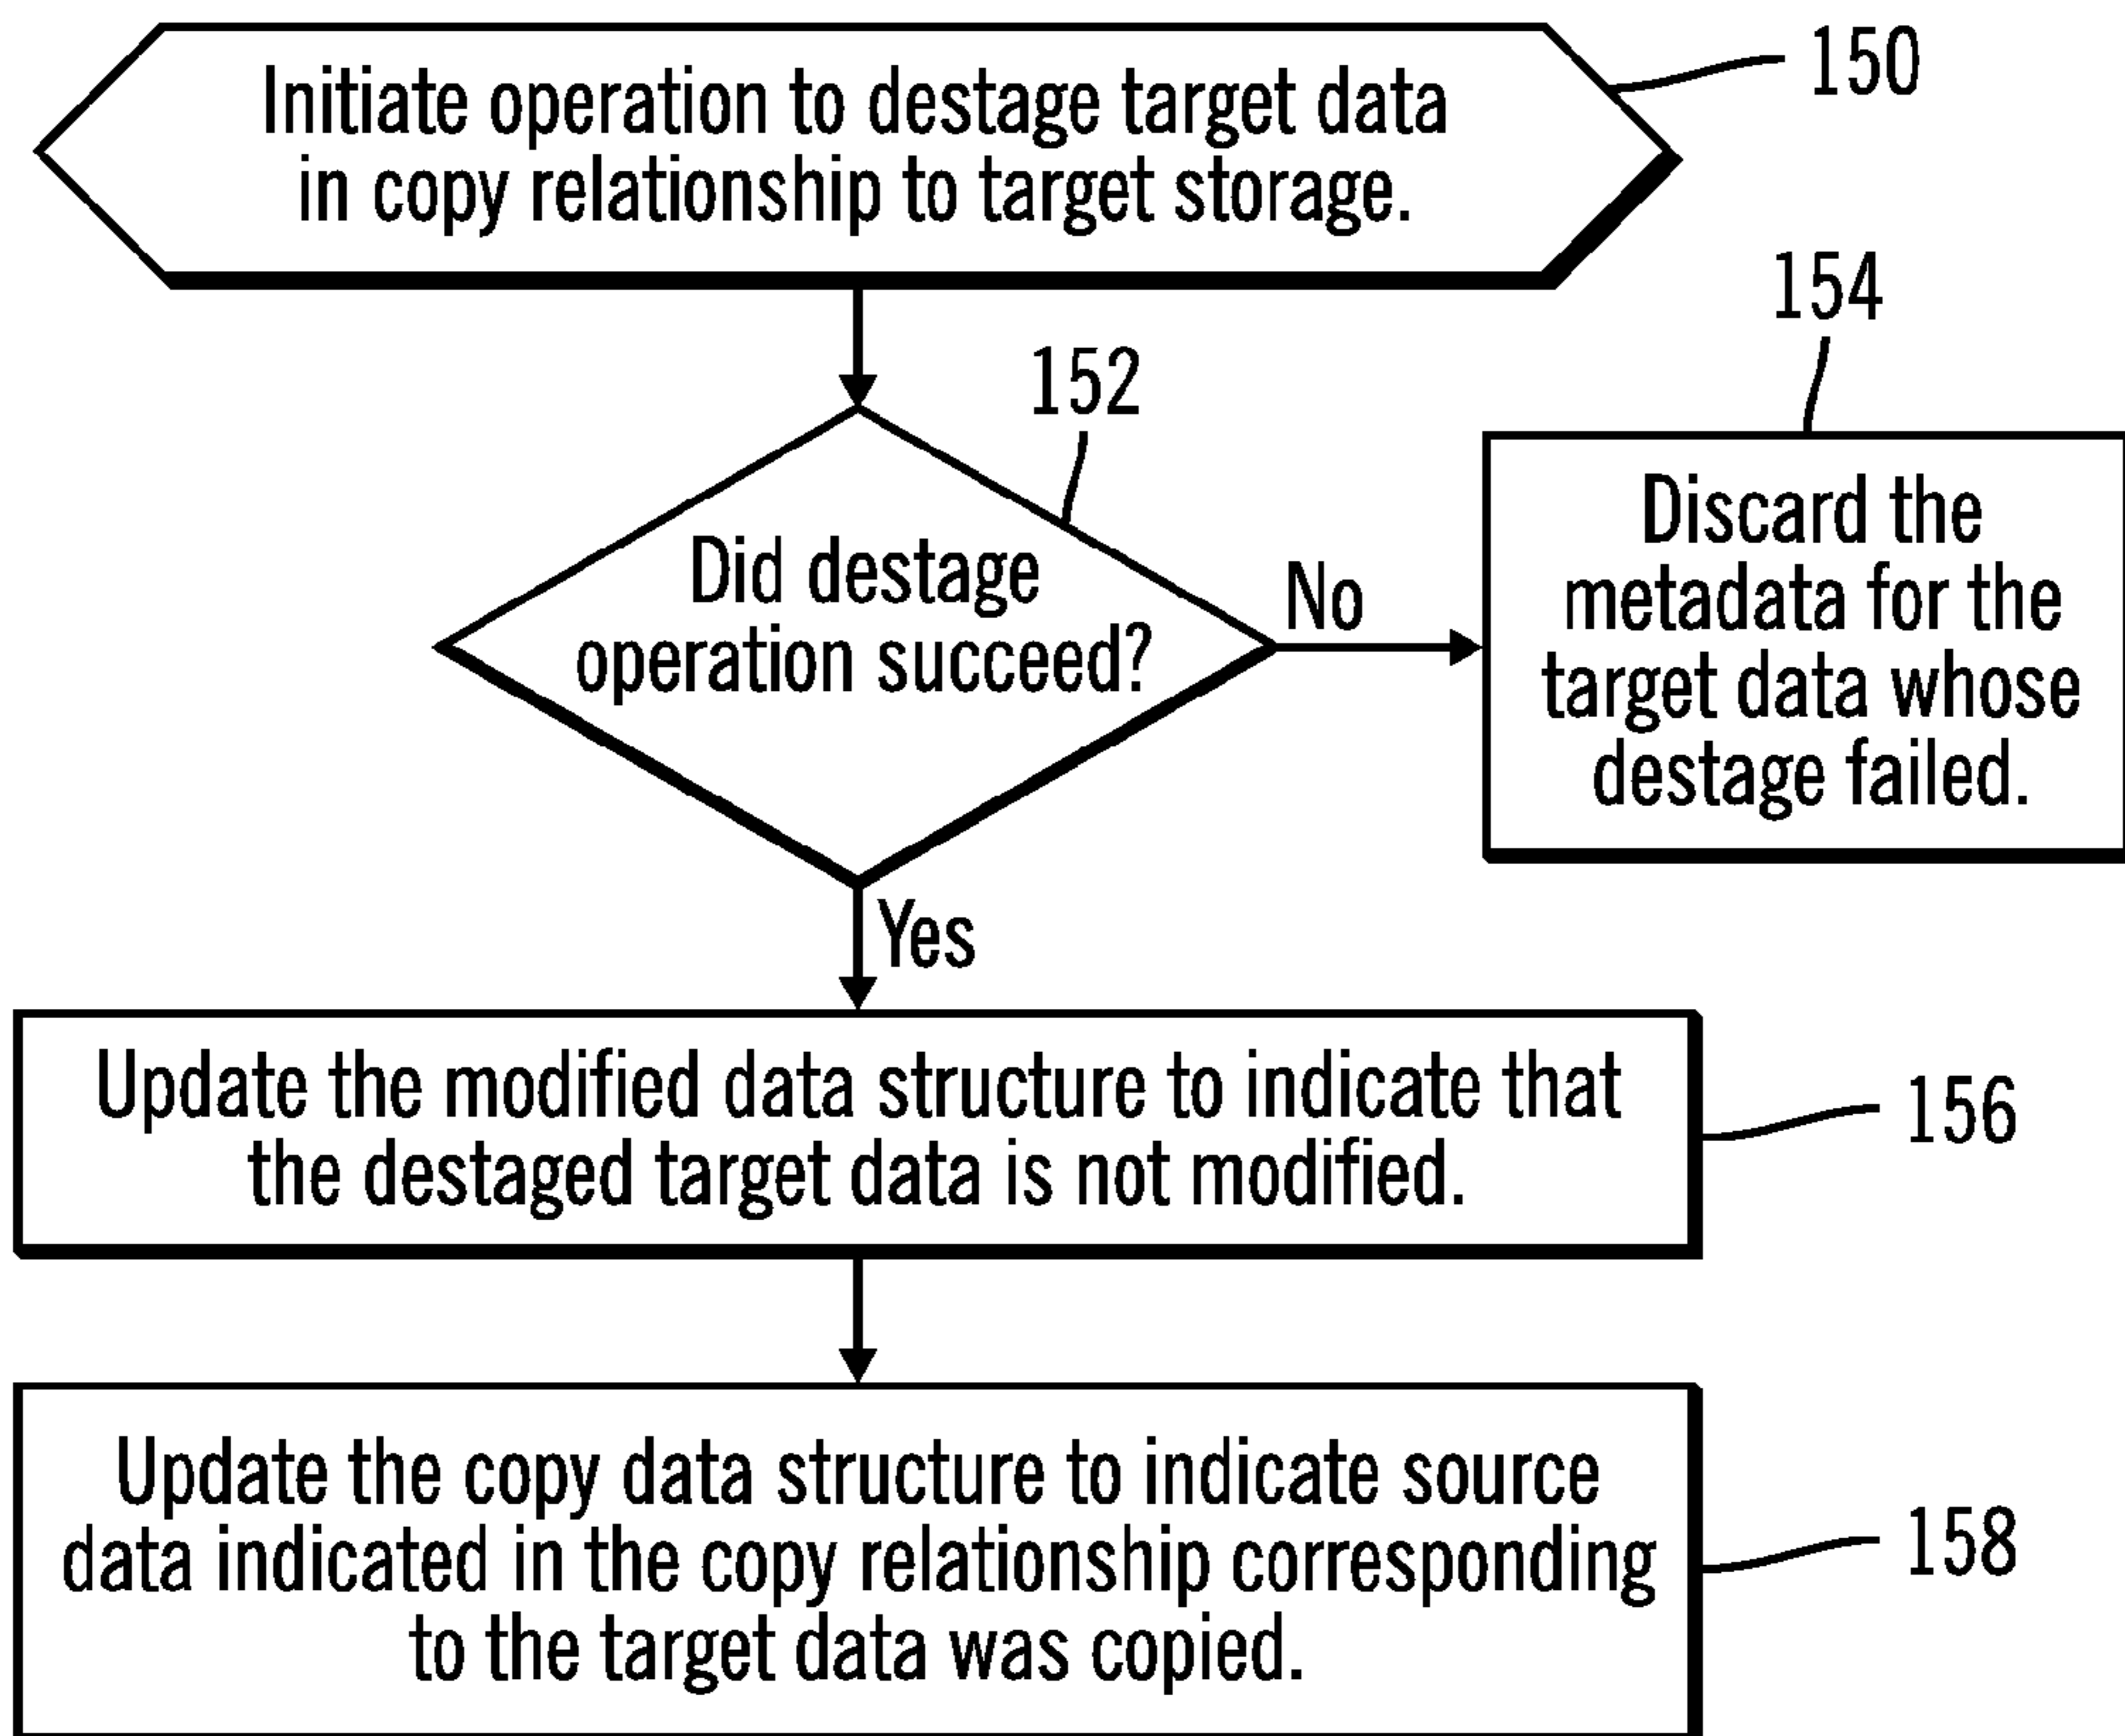 Initiate operation to destage target data
in copy relationship to target storage.
150
152
Did destage
operation succeed?
No
154
Discard the
metadata for the
target data whose
destage failed.
Yes
Update the modified data structure to indicate that
the destaged target data is not modified.
156
Update the copy data structure to indicate source
data indicated in the copy relationship corresponding
to the target data was copied.
158